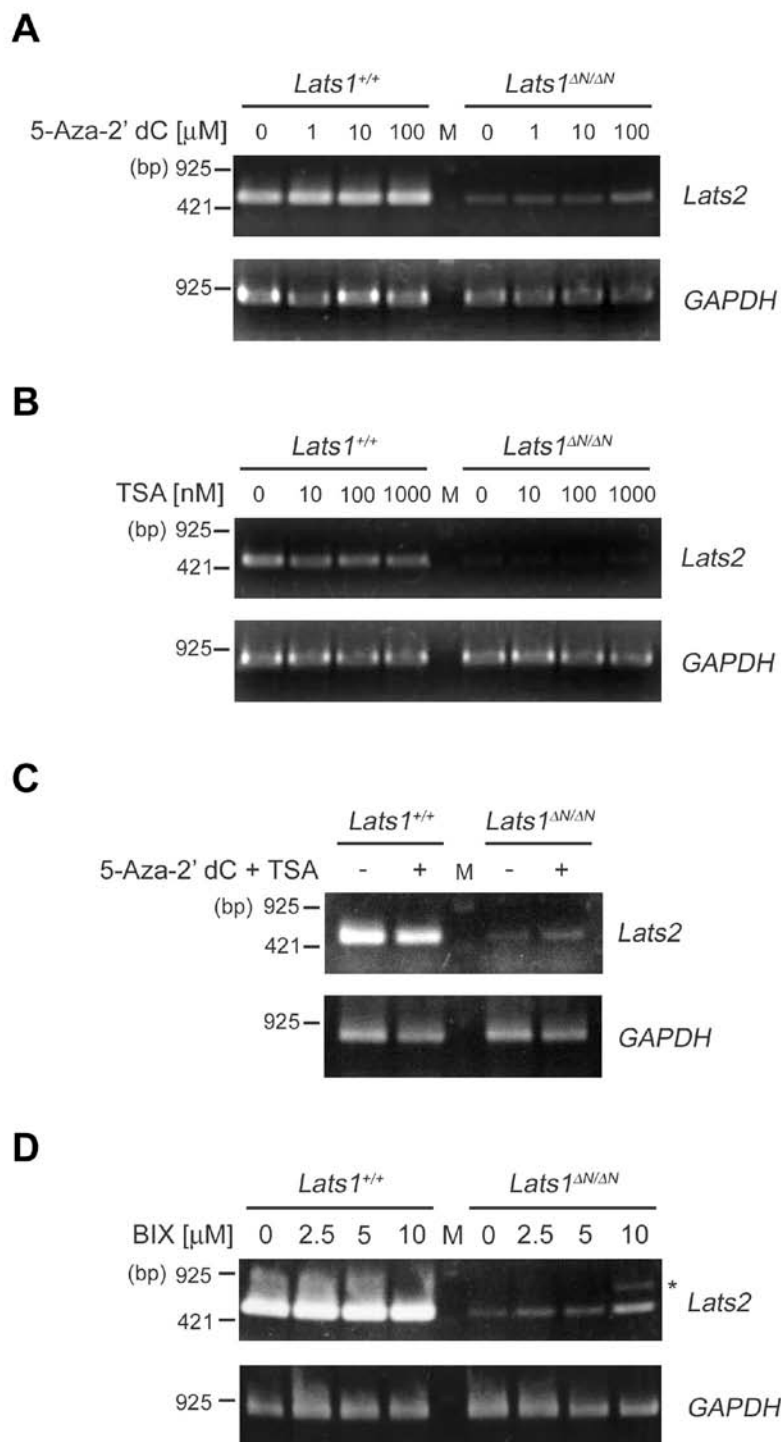 A
Lats1+/+ Lats1ΔN/ΔN
5-Aza-2' dC [μM] 0 1 10 100 M 0 1 10 100
(bp) 925
421
Lats2
925
GAPDH
B
Lats1+/+ Lats1ΔN/ΔN
TSA [nM] 0 10 100 1000 M 0 10 100 1000
(bp) 925
421
Lats2
925
GAPDH
C
Lats1+/+ Lats1ΔN/ΔN
5-Aza-2' dC + TSA - + M - +
(bp) 925
421
Lats2
925
GAPDH
D
Lats1+/+ Lats1ΔN/ΔN
BIX [μM] 0 2.5 5 10 M 0 2.5 5 10
(bp) 925
*
421
Lats2
925
GAPDH